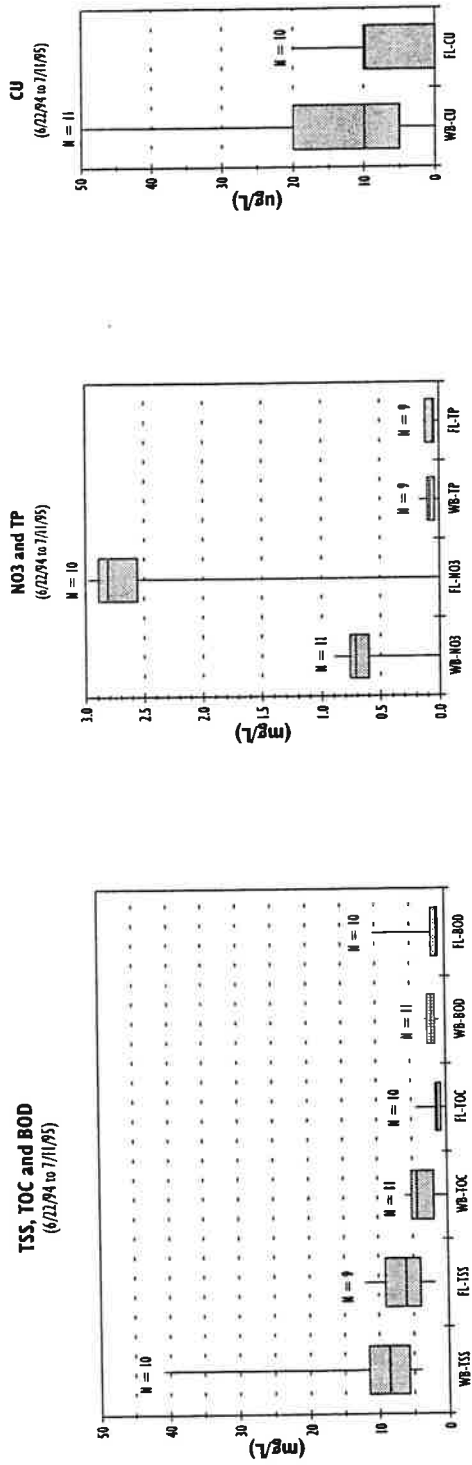 TSS, TOC and BOD
(6/22/94 to 7/11/95)
(mg/L)
50
40
30
20
10
0
N = 10
N = 9
N = 11
N = 10
N = 11
N = 10
WB-TSS
FL-TSS
WB-TOC
FL-TOC
WB-BOD
FL-BOD
NO3 and TP
(6/22/94 to 7/11/95)
(mg/L)
3.0
2.5
2.0
1.5
1.0
0.5
0.0
N = 11
N = 10
N = 9
N = 9
WB-NO3
FL-NO3
WB-TP
FL-TP
CU
(6/22/94 to 7/11/95)
(ug/L)
50
40
30
20
10
0
N = 11
N = 10
WB-CU
FL-CU